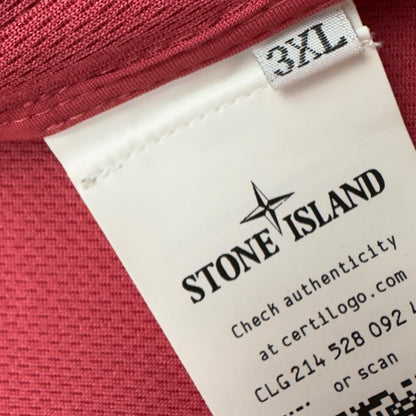 3XL
STONE ISLAND
Check authenticity
at certilogo.com
CLG 214 528 092
or scan